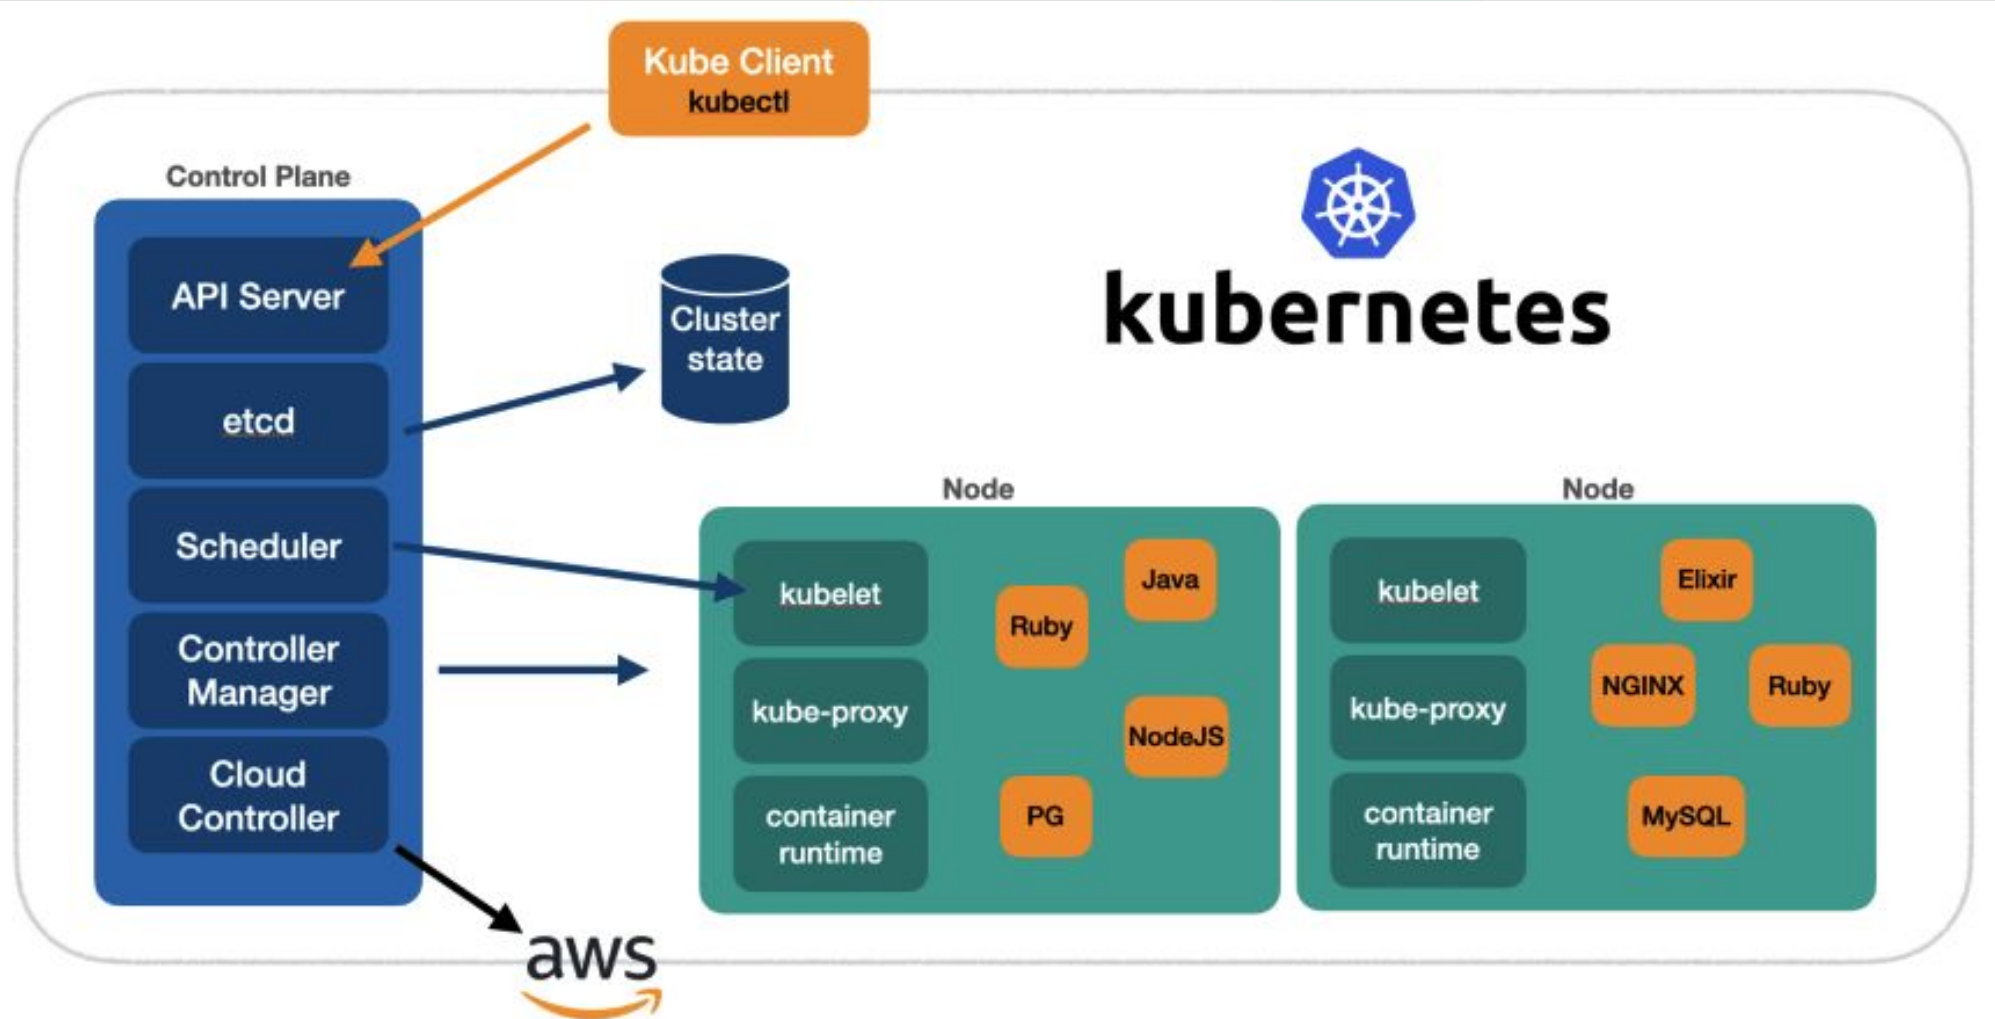 Kube Client
kubectl
Control Plane
API Server
etcd
Scheduler
Controller
Manager
Cloud
Controller
Cluster
state
kubernetes
Node
kubelet
kube-proxy
container
runtime
Java
Ruby
NodeJS
PG
Node
kubelet
kube-proxy
container
runtime
Elixir
NGINX
Ruby
MySQL
aws